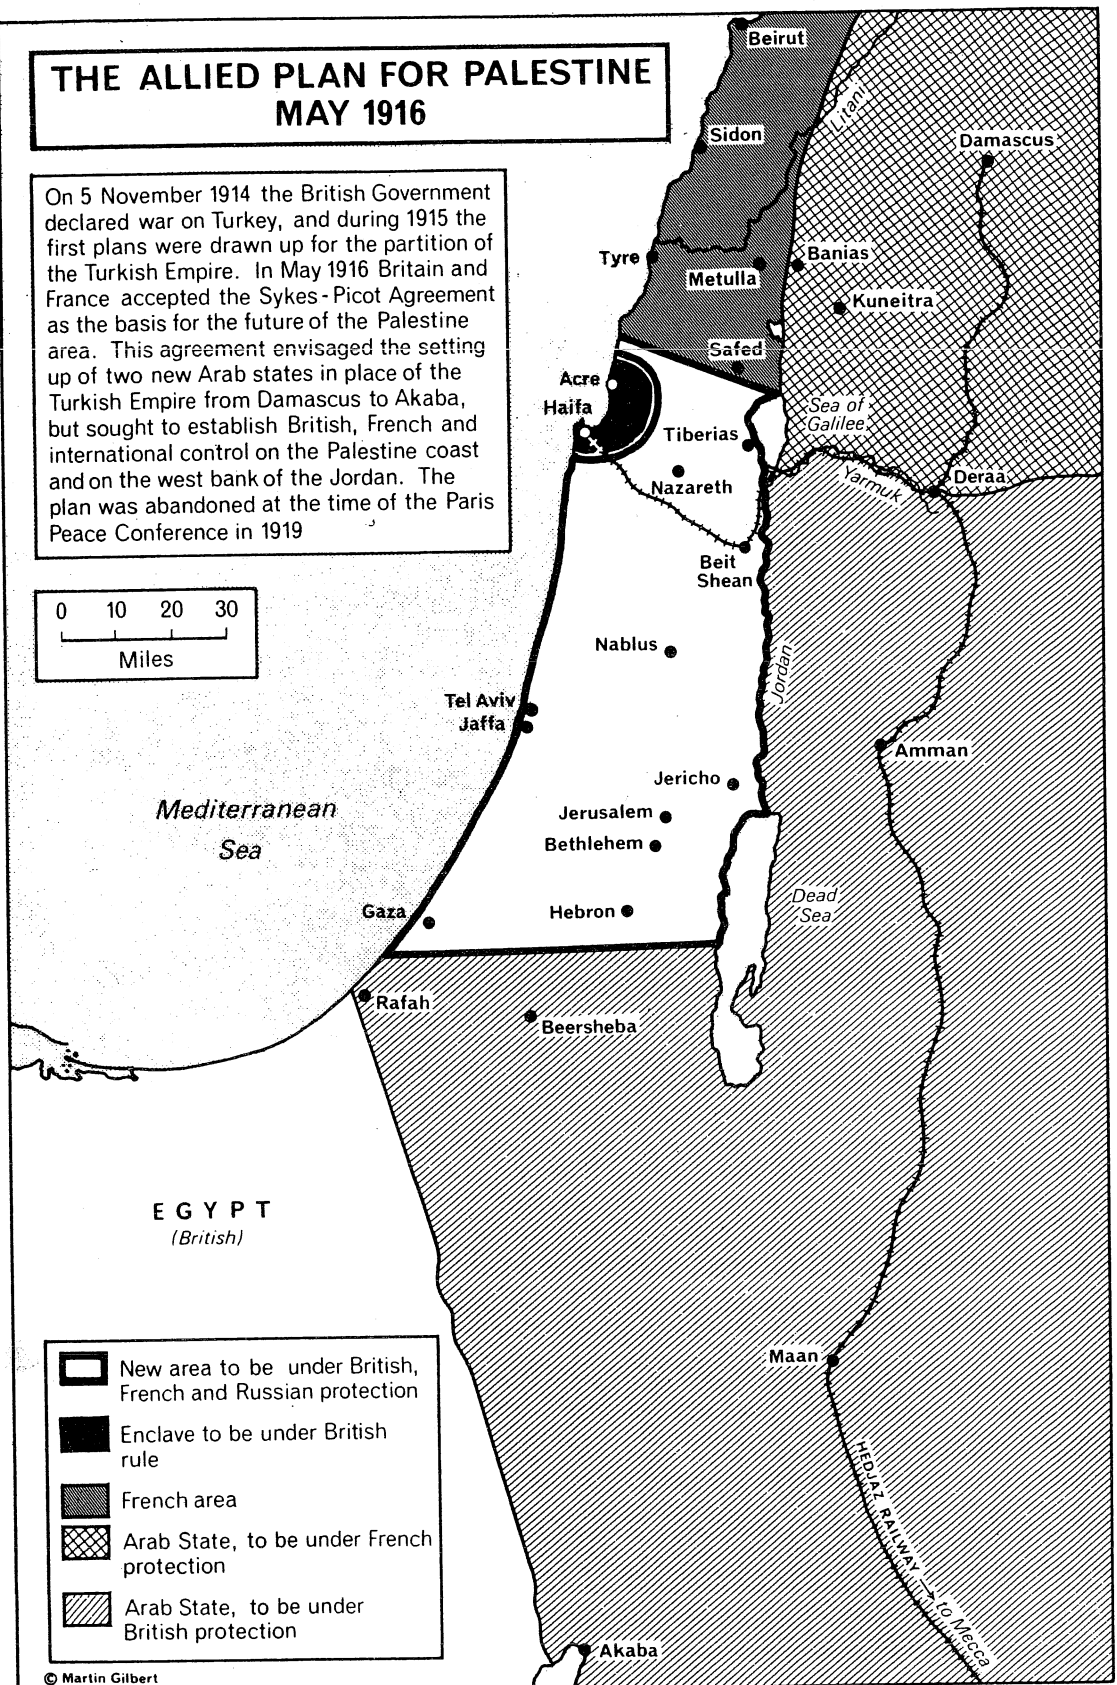 THE ALLIED PLAN FOR PALESTINE
MAY 1916
On 5 November 1914 the British Government
declared war on Turkey, and during 1915 the
first plans were drawn up for the partition of
the Turkish Empire. In May 1916 Britain and
France accepted the Sykes-Picot Agreement
as the basis for the future of the Palestine
area. This agreement envisaged the setting
up of two new Arab states in place of the
Turkish Empire from Damascus to Akaba,
but sought to establish British, French and
international control on the Palestine coast
and on the west bank of the Jordan. The
plan was abandoned at the time of the Paris
Peace Conference in 1919
0 10 20 30
Miles
Beirut
Litani
Sidon
Damascus
Tyre
Metulla
Banias
Kuneitra
Safed
Acre
Haifa
Sea of
Galilee
Tiberias
Nazareth
Yarmuk
Deraa
Beit
Shean
Nablus
Jordan
Tel Aviv
Jaffa
Amman
Jericho
Jerusalem
Bethlehem
Mediterranean
Sea
Dead
Sea
Gaza
Hebron
Rafah
Beersheba
EGYPT
(British)
Maan
HEDJAZ RAILWAY → to Mecca
Akaba
New area to be under British,
French and Russian protection
Enclave to be under British
rule
French area
Arab State, to be under French
protection
Arab State, to be under
British protection
© Martin Gilbert